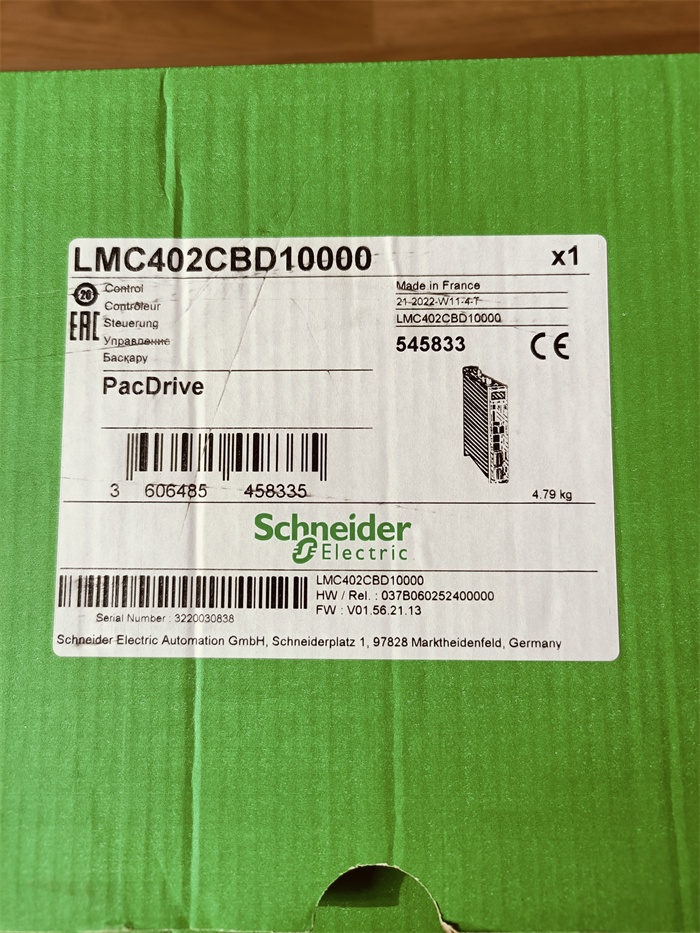 LMC402CBD10000 x1
20
Control
Contrôleur
Steuerung
Управление
Басқару
EAC
Made in France
21-2022-W11-4-T
LMC402CBD10000
545833 CE
PacDrive
3 606485 458335
4.79 kg
Schneider
Electric
LMC402CBD10000
HW / Rel. : 037B060252400000
FW : V01.56.21.13
Serial Number : 3220030838
Schneider Electric Automation GmbH, Schneiderplatz 1, 97828 Marktheidenfeld, Germany